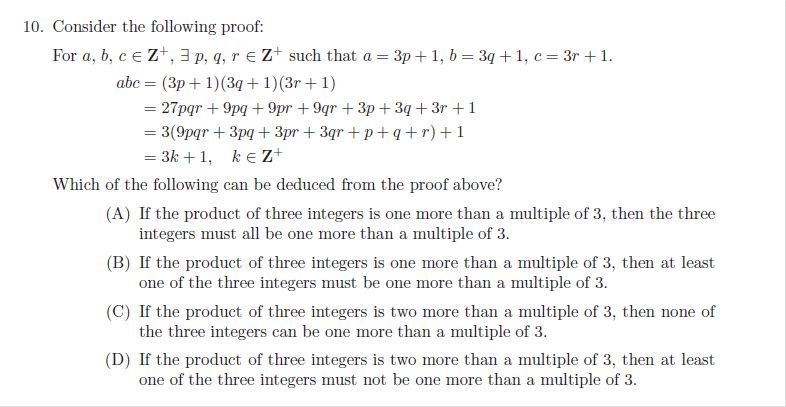 10. Consider the following proof:
For a, b, c ∈ Z⁺, ∃ p, q, r ∈ Z⁺ such that a = 3p + 1, b = 3q + 1, c = 3r + 1.
abc = (3p + 1)(3q + 1)(3r + 1)
= 27pqr + 9pq + 9pr + 9qr + 3p + 3q + 3r + 1
= 3(9pqr + 3pq + 3pr + 3qr + p + q + r) + 1
= 3k + 1, k ∈ Z⁺
Which of the following can be deduced from the proof above?
(A) If the product of three integers is one more than a multiple of 3, then the three
integers must all be one more than a multiple of 3.
(B) If the product of three integers is one more than a multiple of 3, then at least
one of the three integers must be one more than a multiple of 3.
(C) If the product of three integers is two more than a multiple of 3, then none of
the three integers can be one more than a multiple of 3.
(D) If the product of three integers is two more than a multiple of 3, then at least
one of the three integers must not be one more than a multiple of 3.